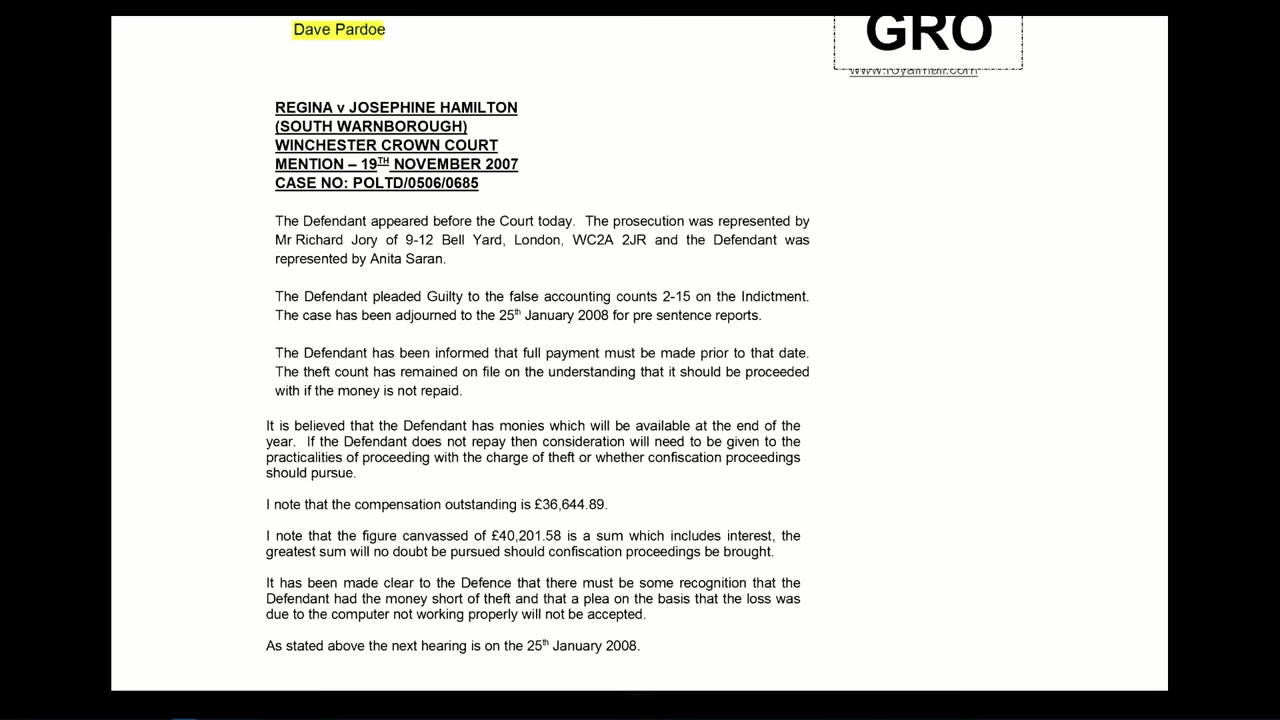 Dave Pardoe
GRO
www.royalmail.com
REGINA v JOSEPHINE HAMILTON
(SOUTH WARNBOROUGH)
WINCHESTER CROWN COURT
MENTION – 19TH NOVEMBER 2007
CASE NO: POLTD/0506/0685
The Defendant appeared before the Court today. The prosecution was represented by
Mr Richard Jory of 9-12 Bell Yard, London, WC2A 2JR and the Defendant was
represented by Anita Saran.
The Defendant pleaded Guilty to the false accounting counts 2-15 on the Indictment.
The case has been adjourned to the 25th January 2008 for pre sentence reports.
The Defendant has been informed that full payment must be made prior to that date.
The theft count has remained on file on the understanding that it should be proceeded
with if the money is not repaid.
It is believed that the Defendant has monies which will be available at the end of the
year. If the Defendant does not repay then consideration will need to be given to the
practicalities of proceeding with the charge of theft or whether confiscation proceedings
should pursue.
I note that the compensation outstanding is £36,644.89.
I note that the figure canvassed of £40,201.58 is a sum which includes interest, the
greatest sum will no doubt be pursued should confiscation proceedings be brought.
It has been made clear to the Defence that there must be some recognition that the
Defendant had the money short of theft and that a plea on the basis that the loss was
due to the computer not working properly will not be accepted.
As stated above the next hearing is on the 25th January 2008.